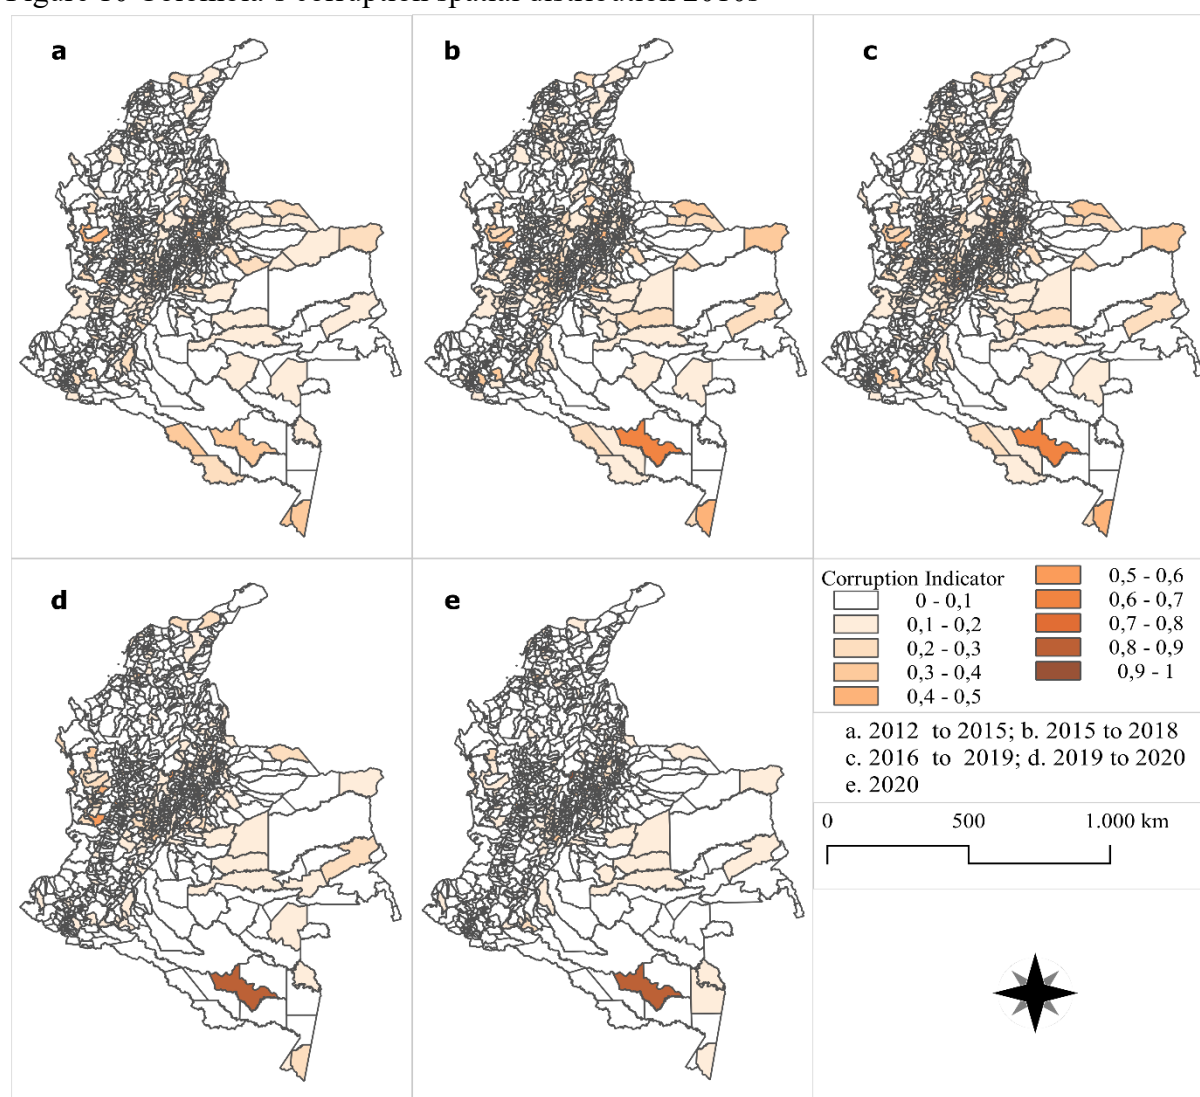 a
b
c
d
e
Corruption Indicator
0 - 0,1
0,1 - 0,2
0,2 - 0,3
0,3 - 0,4
0,4 - 0,5
0,5 - 0,6
0,6 - 0,7
0,7 - 0,8
0,8 - 0,9
0,9 - 1
a. 2012 to 2015; b. 2015 to 2018
c. 2016 to 2019; d. 2019 to 2020
e. 2020
0 500 1.000 km